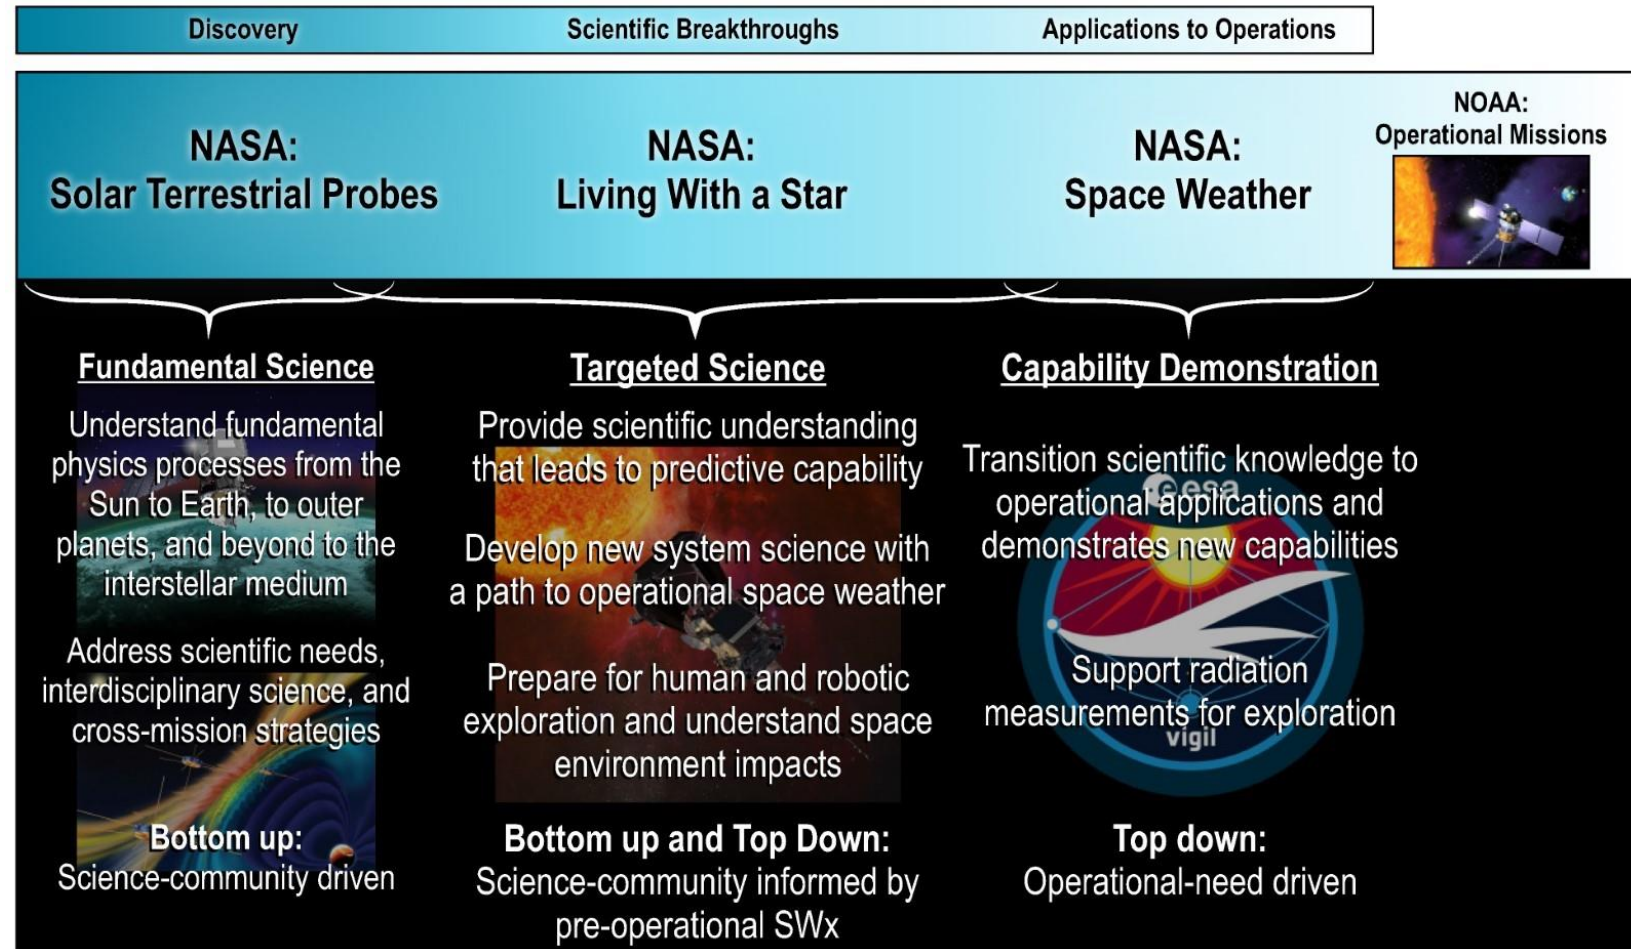 Discovery
Scientific Breakthroughs
Applications to Operations
NASA:
Solar Terrestrial Probes
NASA:
Living With a Star
NASA:
Space Weather
NOAA:
Operational Missions
Fundamental Science
Understand fundamental
physics processes from the
Sun to Earth, to outer
planets, and beyond to the
interstellar medium
Address scientific needs,
interdisciplinary science, and
cross-mission strategies
Bottom up:
Science-community driven
Targeted Science
Provide scientific understanding
that leads to predictive capability
Develop new system science with
a path to operational space weather
Prepare for human and robotic
exploration and understand space
environment impacts
Bottom up and Top Down:
Science-community informed by
pre-operational SWx
Capability Demonstration
Transition scientific knowledge to
esa
operational applications and
demonstrates new capabilities
Support radiation
measurements for exploration
vigil
Top down:
Operational-need driven